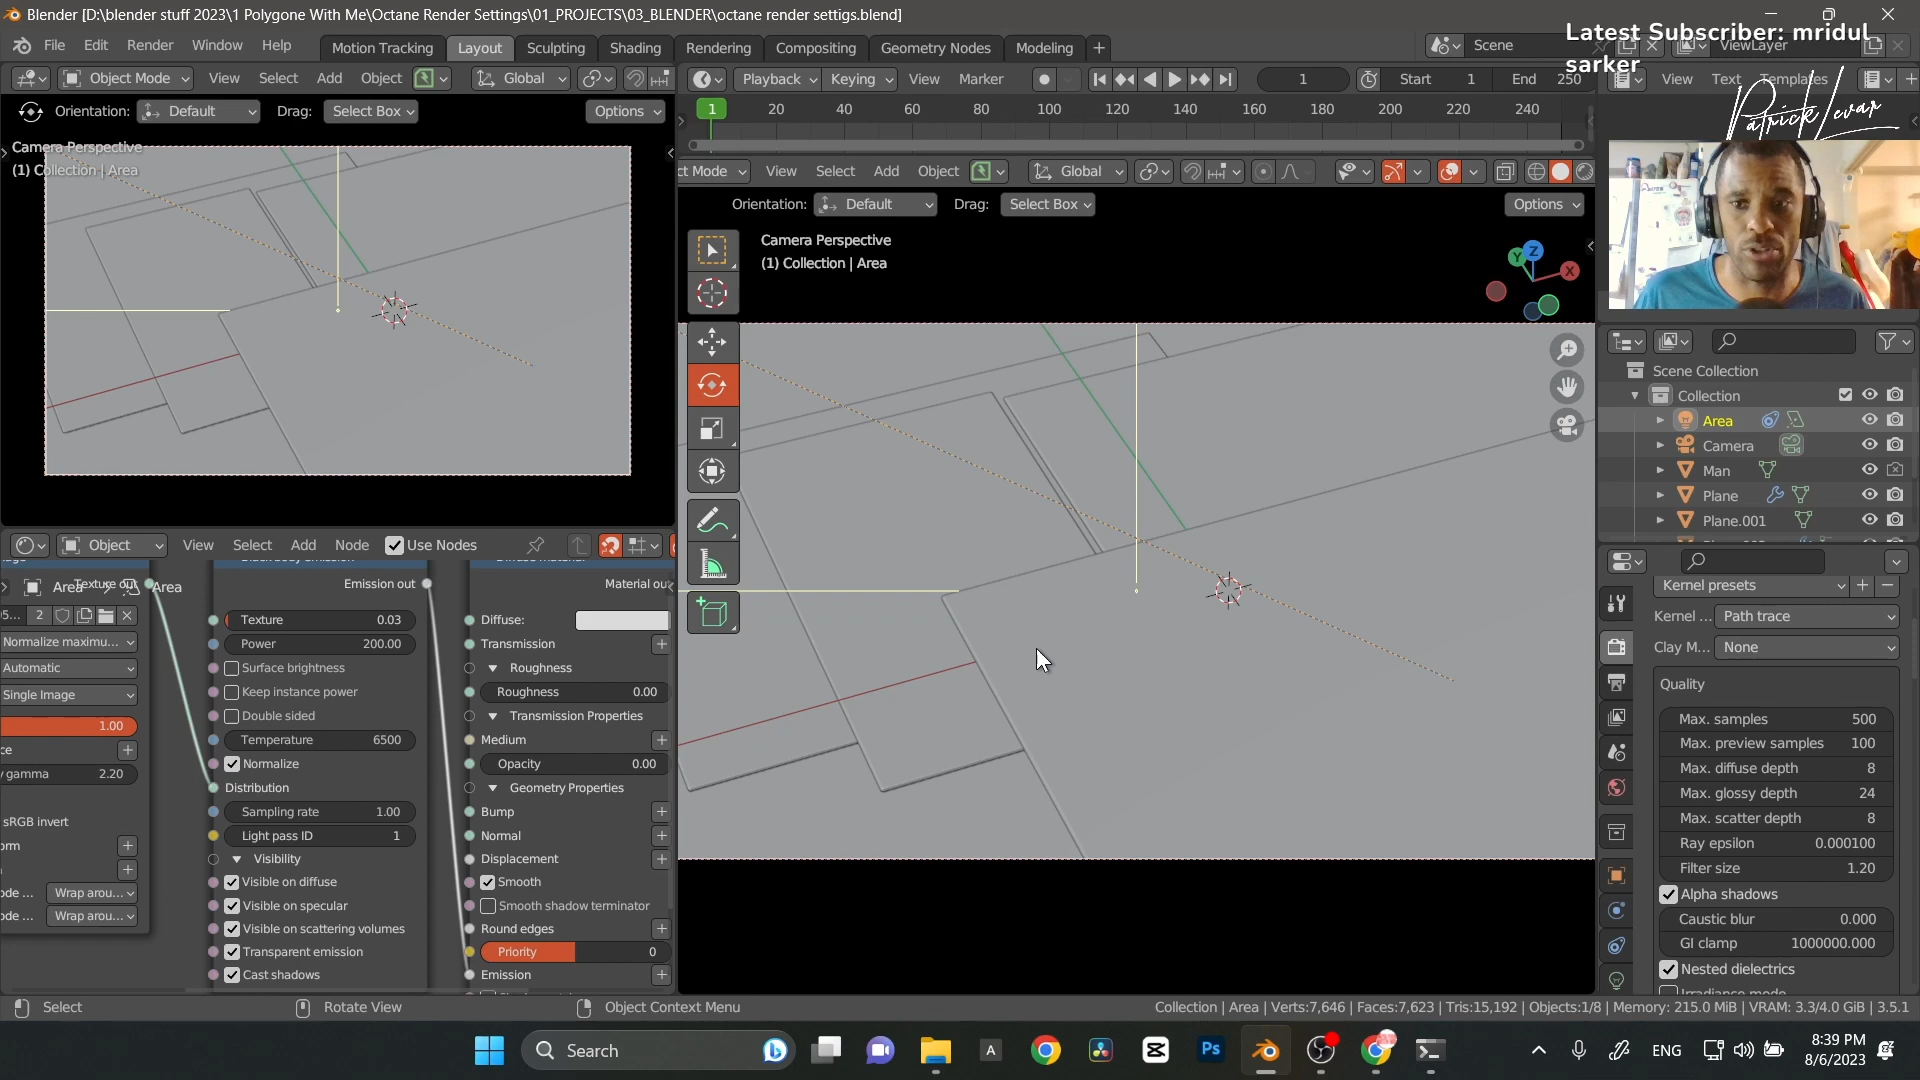 Blender [D:\blender stuff 2023\1 Polygone With Me\Octane Render Settings\01_PROJECTS\03_BLENDER\octane render settigs.blend]
Latest Subscriber: mridul sarker
File Edit Render Window Help
Motion Tracking Layout Sculpting Shading Rendering Compositing Geometry Nodes Modeling +
Scene
ViewLayer
Object Mode View Select Add Object Global
Playback Keying View Marker 1 Start 1 End 250
View Text Templates
Orientation: Default Drag: Select Box Options
1 20 40 60 80 100 120 140 160 180 200 220 240
Patrick Levar
Camera Perspective
(1) Collection | Area
ct Mode View Select Add Object Global
Orientation: Default Drag: Select Box Options
Camera Perspective
(1) Collection | Area
Z
Y
X
Scene Collection
Collection
Area
Camera
Man
Plane
Plane.001
Object View Select Add Node Use Nodes
Area
Area
Texture out
2
Normalize maximu...
Automatic
Single Image
1.00
gamma 2.20
sRGB invert
orm
ode ... Wrap arou...
ode ... Wrap arou...
Emission out
Texture 0.03
Power 200.00
Surface brightness
Keep instance power
Double sided
Temperature 6500
Normalize
Distribution
Sampling rate 1.00
Light pass ID 1
Visibility
Visible on diffuse
Visible on specular
Visible on scattering volumes
Transparent emission
Cast shadows
Material ou
Diffuse:
Transmission
Roughness
Roughness 0.00
Transmission Properties
Medium
Opacity 0.00
Geometry Properties
Bump
Normal
Displacement
Smooth
Smooth shadow terminator
Round edges
Priority 0
Emission
Kernel presets
Kernel ... Path trace
Clay M... None
Quality
Max. samples 500
Max. preview samples 100
Max. diffuse depth 8
Max. glossy depth 24
Max. scatter depth 8
Ray epsilon 0.000100
Filter size 1.20
Alpha shadows
Caustic blur 0.000
GI clamp 1000000.000
Nested dielectrics
Select
Rotate View
Object Context Menu
Collection | Area | Verts:7,646 | Faces:7,623 | Tris:15,192 | Objects:1/8 | Memory: 215.0 MiB | VRAM: 3.3/4.0 GiB | 3.5.1
Search
A
Ps
ENG
8:39 PM
8/6/2023